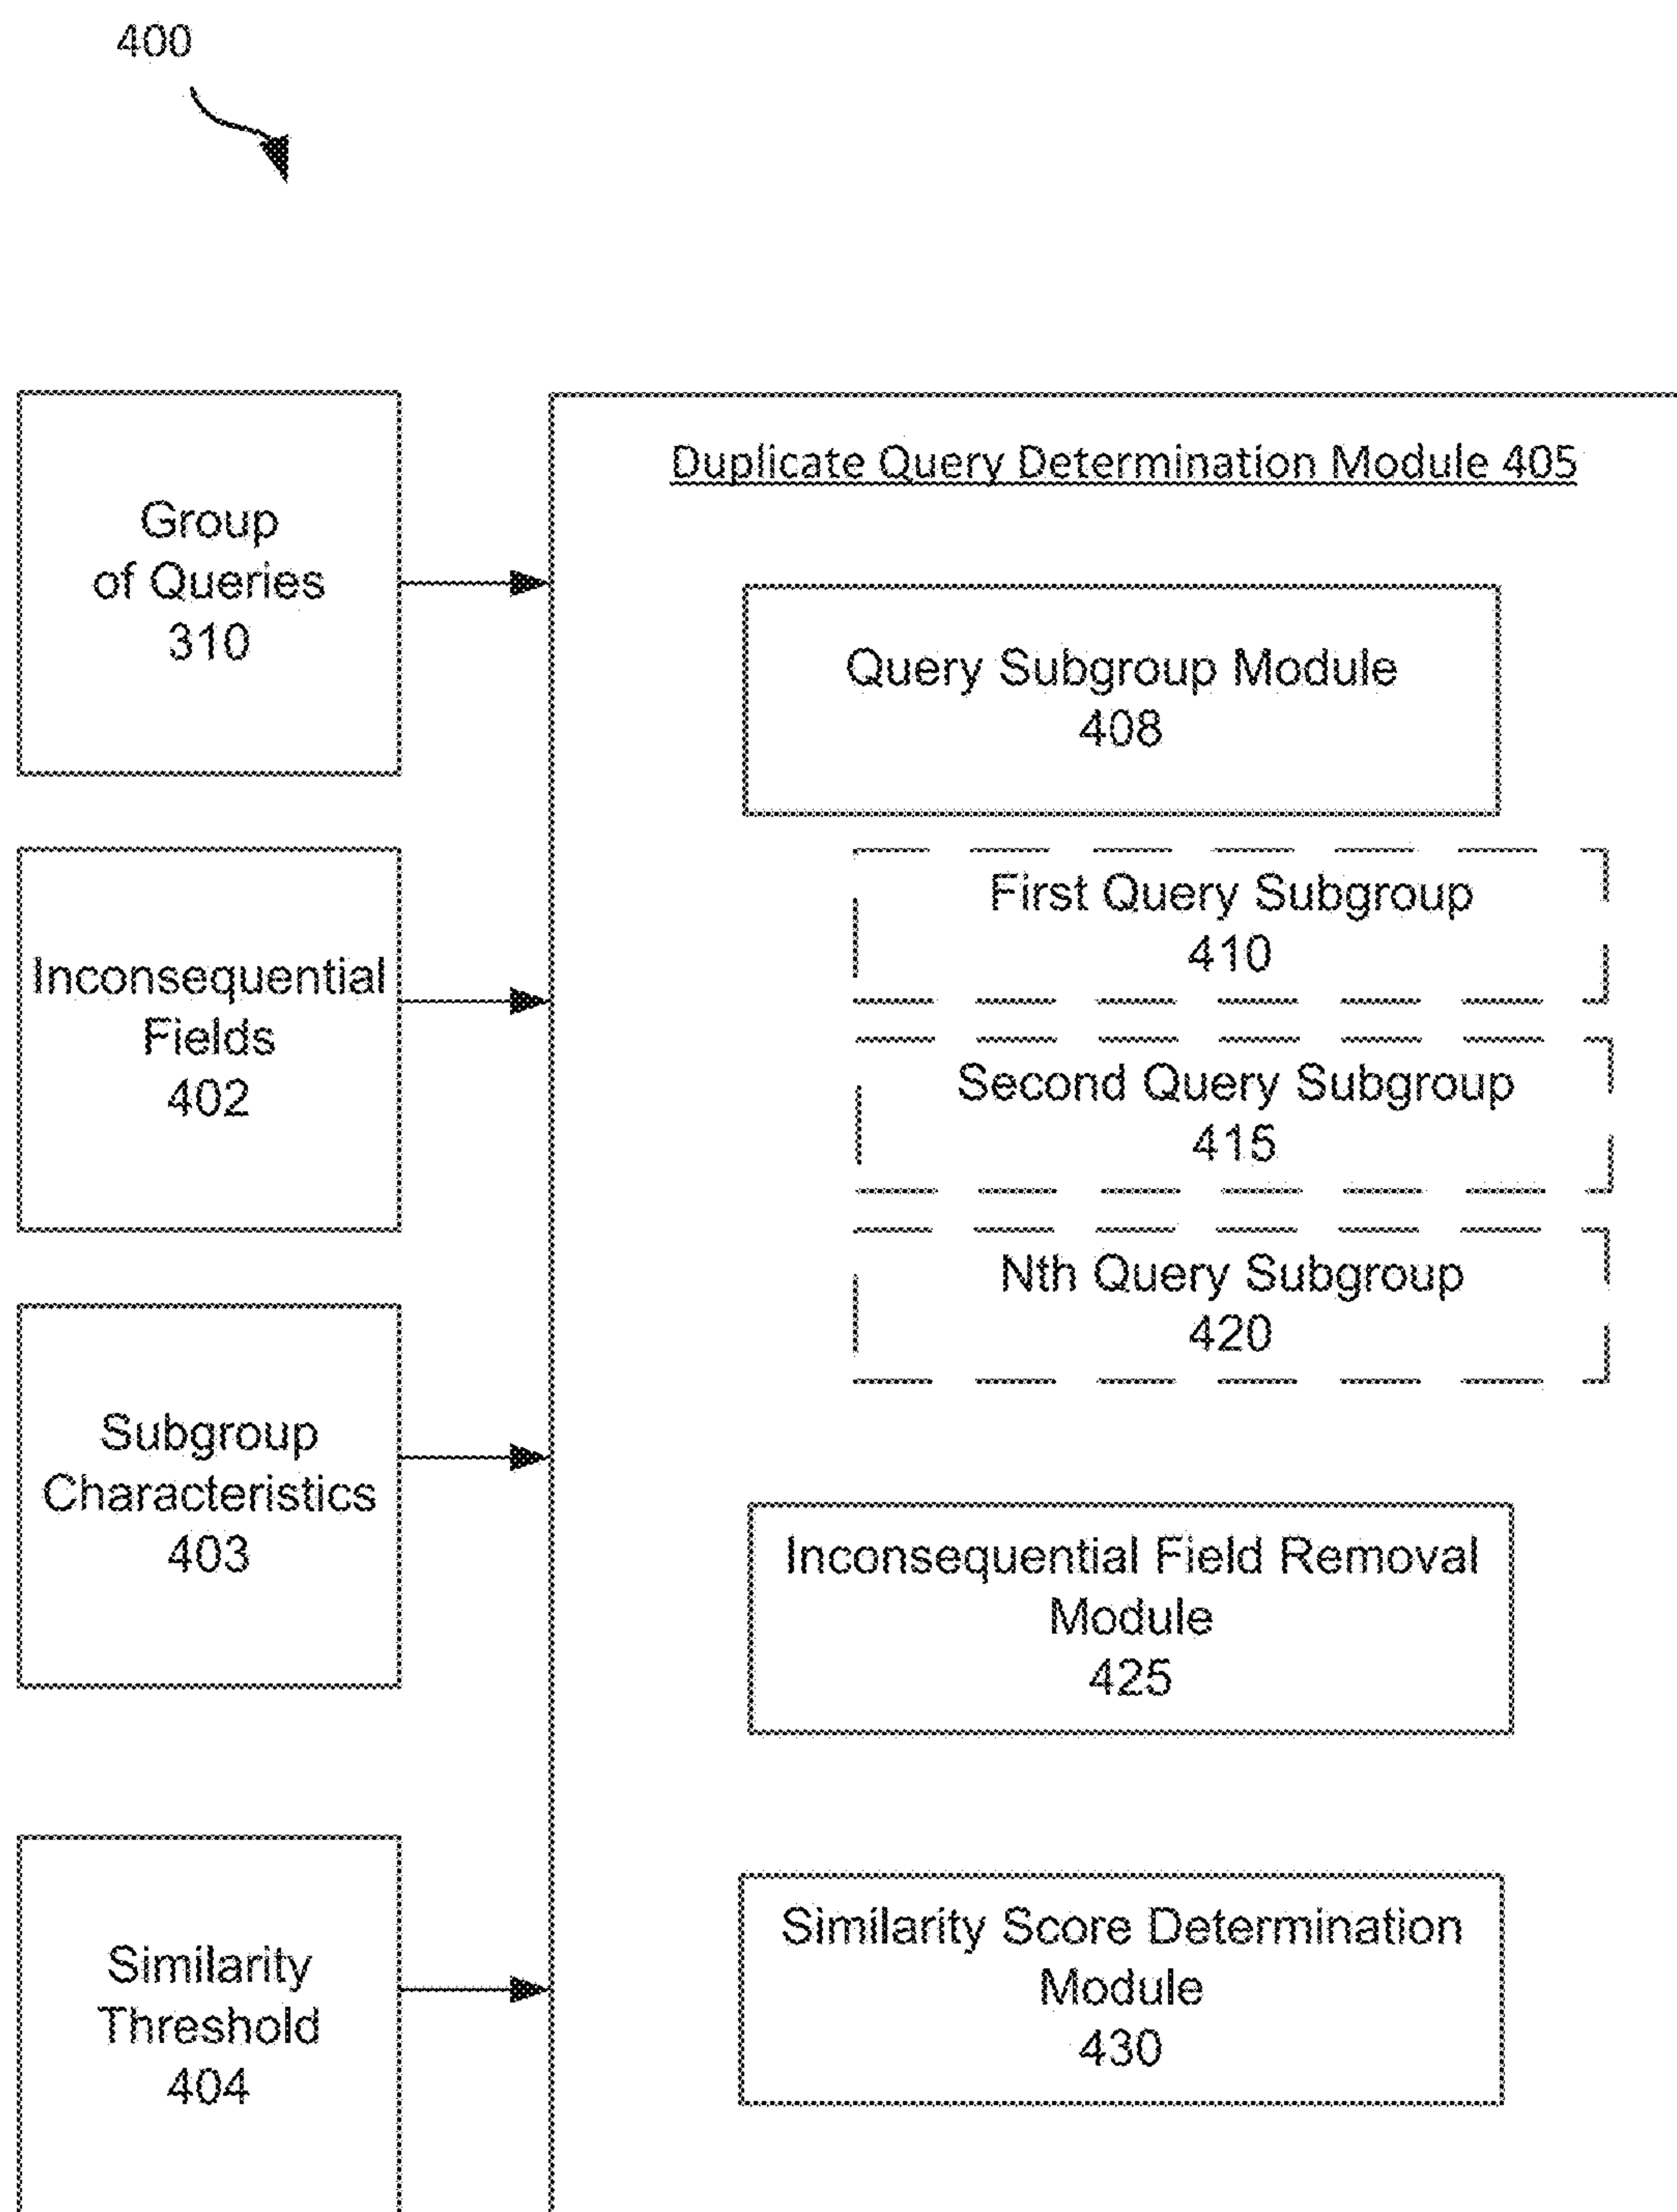 400
Group
of Queries
310
Inconsequential
Fields
402
Subgroup
Characteristics
403
Similarity
Threshold
404
Duplicate Query Determination Module 405
Query Subgroup Module
408
First Query Subgroup
410
Second Query Subgroup
415
Nth Query Subgroup
420
Inconsequential Field Removal
Module
425
Similarity Score Determination
Module
430